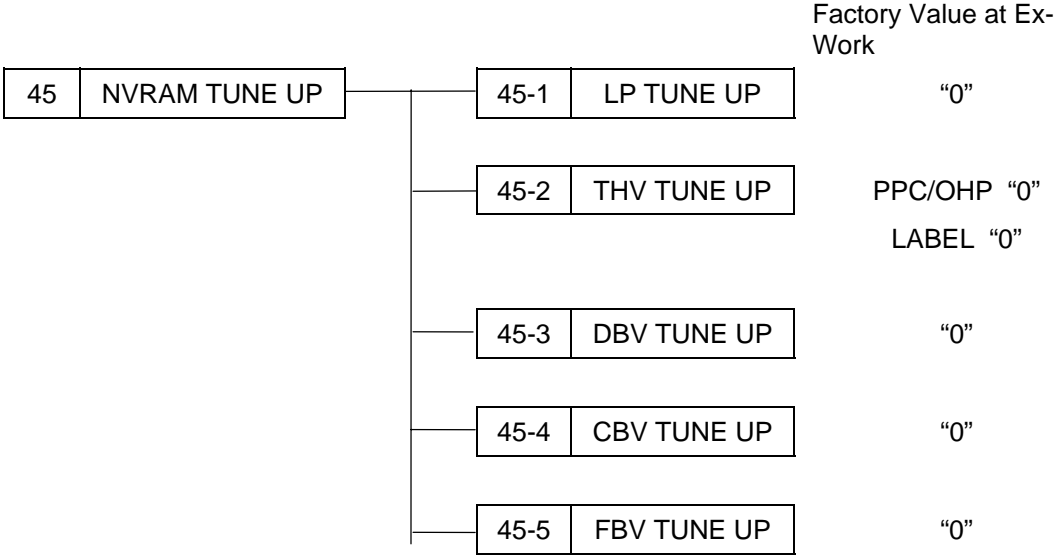 Factory Value at Ex-
Work
45 NVRAM TUNE UP 45-1 LP TUNE UP “0”
45-2 THV TUNE UP PPC/OHP “0”
LABEL “0”
45-3 DBV TUNE UP “0”
45-4 CBV TUNE UP “0”
45-5 FBV TUNE UP “0”